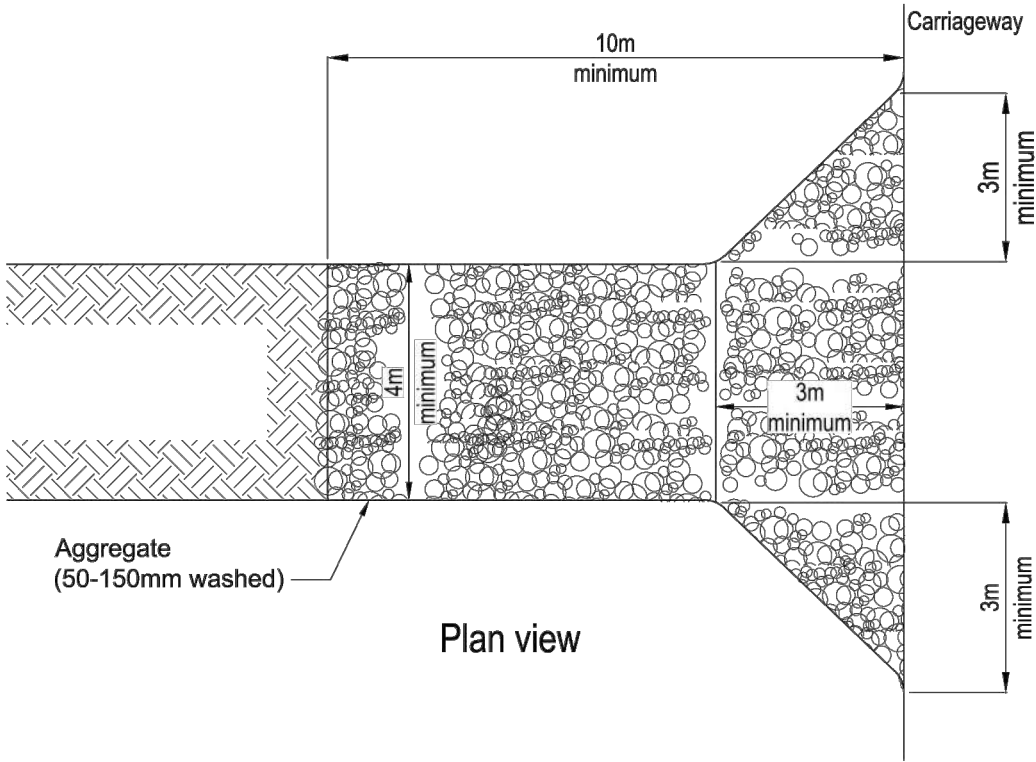 Carriageway
10m
minimum
3m
minimum
4m
minimum
3m
minimum
Aggregate
(50-150mm washed)
3m
minimum
Plan view